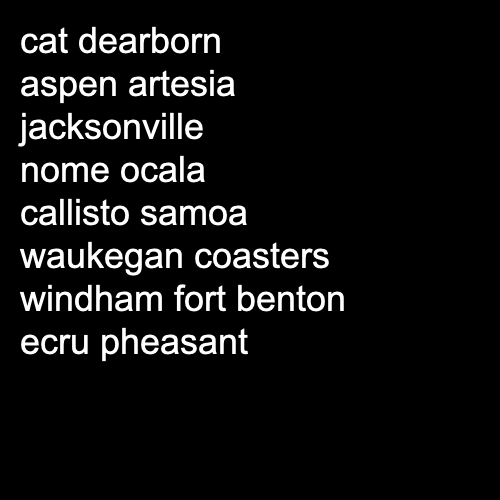 cat dearborn
aspen artesia
jacksonville
nome ocala
callisto samoa
waukegan coasters
windham fort benton
ecru pheasant